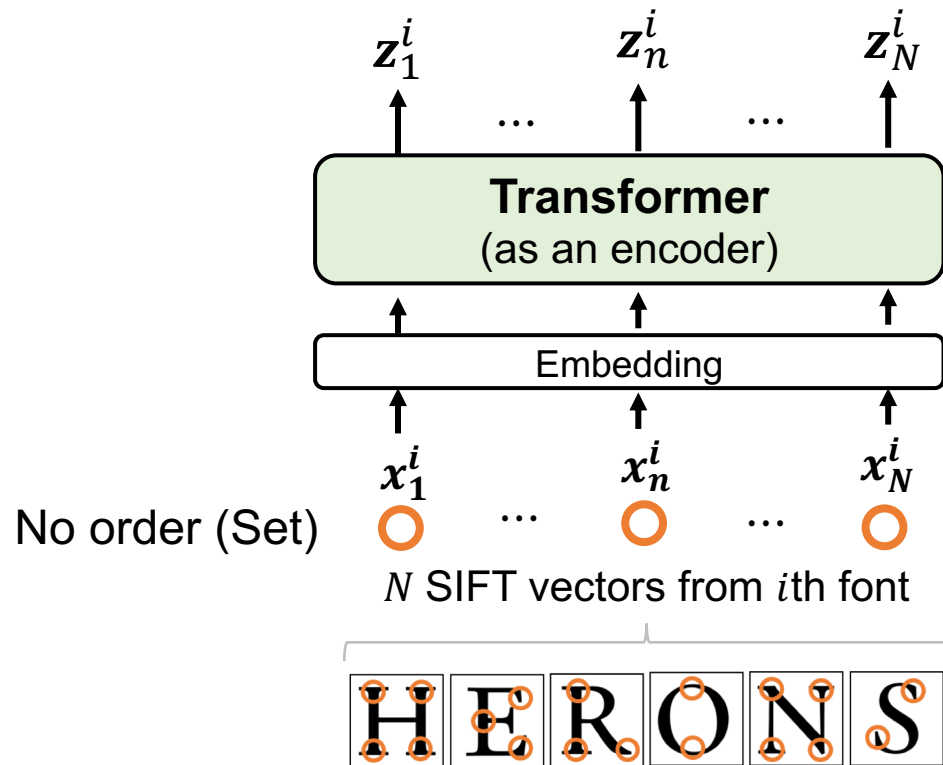 z_1^i z_n^i z_N^i
... ...
Transformer
(as an encoder)
Embedding
x_1^i x_n^i x_N^i
No order (Set) ... ...
N SIFT vectors from ith font
H E R O N S